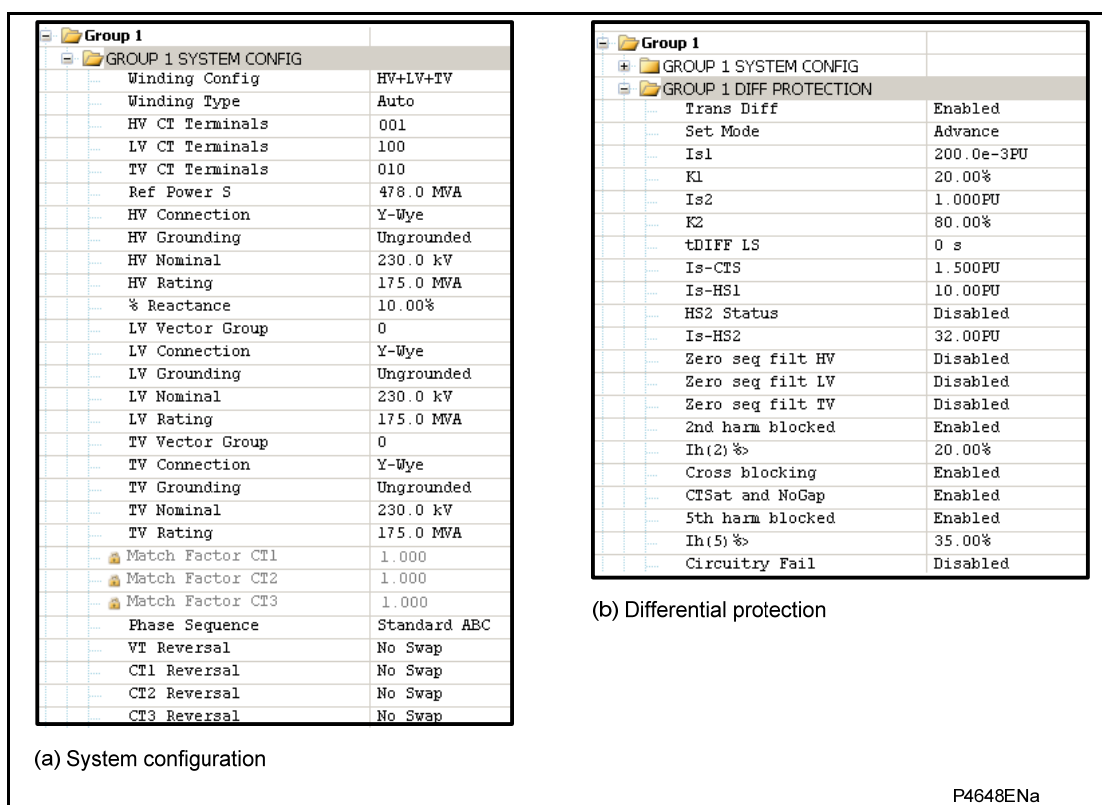 Group 1
GROUP 1 SYSTEM CONFIG
Winding Config HV+LV+TV
Winding Type Auto
HV CT Terminals 001
LV CT Terminals 100
TV CT Terminals 010
Ref Power S 478.0 MVA
HV Connection Y-Wye
HV Grounding Ungrounded
HV Nominal 230.0 kV
HV Rating 175.0 MVA
% Reactance 10.00%
LV Vector Group 0
LV Connection Y-Wye
LV Grounding Ungrounded
LV Nominal 230.0 kV
LV Rating 175.0 MVA
TV Vector Group 0
TV Connection Y-Wye
TV Grounding Ungrounded
TV Nominal 230.0 kV
TV Rating 175.0 MVA
Match Factor CT1 1.000
Match Factor CT2 1.000
Match Factor CT3 1.000
Phase Sequence Standard ABC
VT Reversal No Swap
CT1 Reversal No Swap
CT2 Reversal No Swap
CT3 Reversal No Swap
(a) System configuration
Group 1
GROUP 1 SYSTEM CONFIG
GROUP 1 DIFF PROTECTION
Trans Diff Enabled
Set Mode Advance
Is1 200.0e-3PU
K1 20.00%
Is2 1.000PU
K2 80.00%
tDIFF LS 0 s
Is-CTS 1.500PU
Is-HS1 10.00PU
HS2 Status Disabled
Is-HS2 32.00PU
Zero seq filt HV Disabled
Zero seq filt LV Disabled
Zero seq filt TV Disabled
2nd harm blocked Enabled
Ih(2)%> 20.00%
Cross blocking Enabled
CTSat and NoGap Enabled
5th harm blocked Enabled
Ih(5)%> 35.00%
Circuitry Fail Disabled
(b) Differential protection
P4648ENa